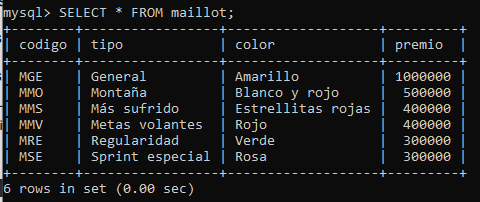 mysql> SELECT * FROM maillot;
+--------+-----------------+------------------+---------+
| codigo | tipo            | color            | premio  |
+--------+-----------------+------------------+---------+
| MGE    | General         | Amarillo         | 1000000 |
| MMO    | Montaña         | Blanco y rojo    |  500000 |
| MMS    | Más sufrido     | Estrellitas rojas |  400000 |
| MMV    | Metas volantes  | Rojo             |  400000 |
| MRE    | Regularidad     | Verde            |  300000 |
| MSE    | Sprint especial | Rosa             |  300000 |
+--------+-----------------+------------------+---------+
6 rows in set (0.00 sec)